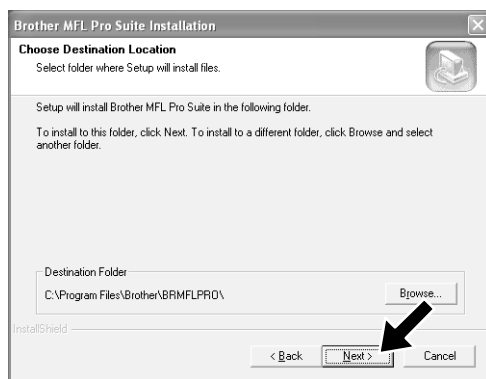 Brother MFL Pro Suite Installation
Choose Destination Location
Select folder where Setup will install files.
Setup will install Brother MFL Pro Suite in the following folder.
To install to this folder, click Next. To install to a different folder, click Browse and select
another folder.
Destination Folder
C:\Program Files\Brother\BRMFLPRO\
Browse...
InstallShield
< Back
Next >
Cancel